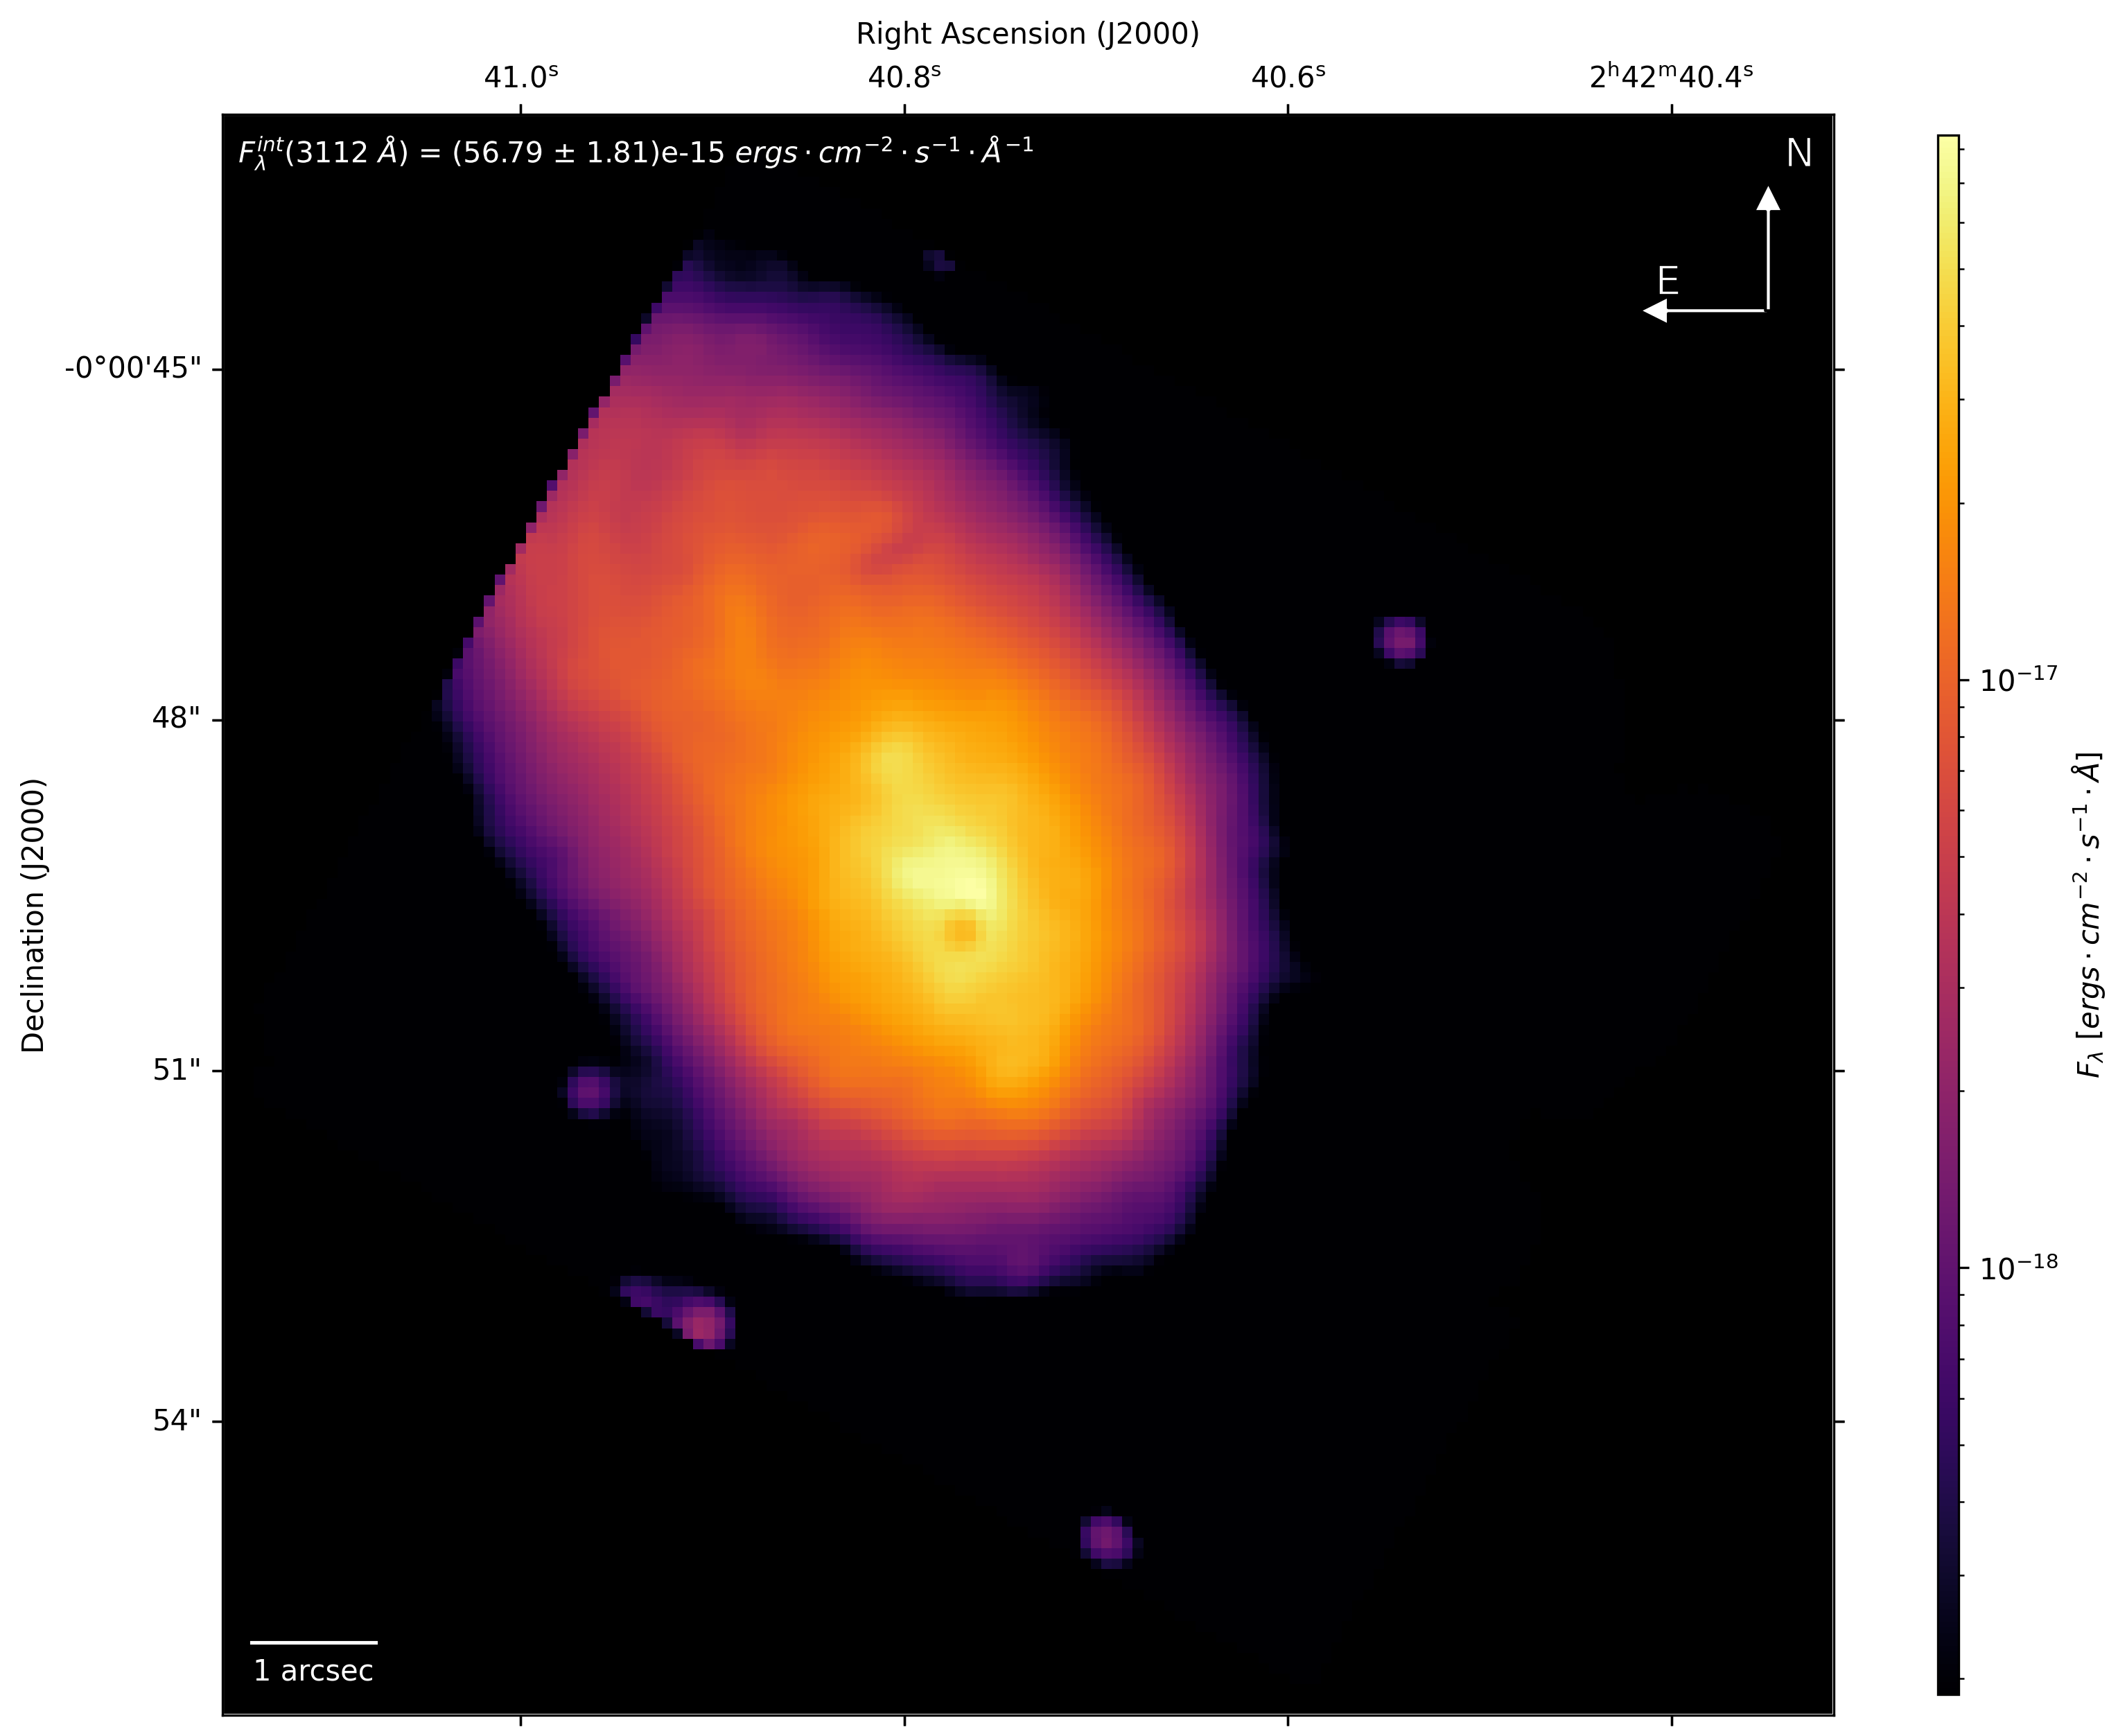 Right Ascension (J2000)
41.0ˢ 40.8ˢ 40.6ˢ 2ʰ42ᵐ40.4ˢ
F_λ^int(3112 Å) = (56.79 ± 1.81)e-15 ergs · cm⁻² · s⁻¹ · Å⁻¹
N
E
-0°00'45"
48"
51"
54"
Declination (J2000)
1 arcsec
10⁻¹⁷
10⁻¹⁸
F_λ [ergs · cm⁻² · s⁻¹ · Å]